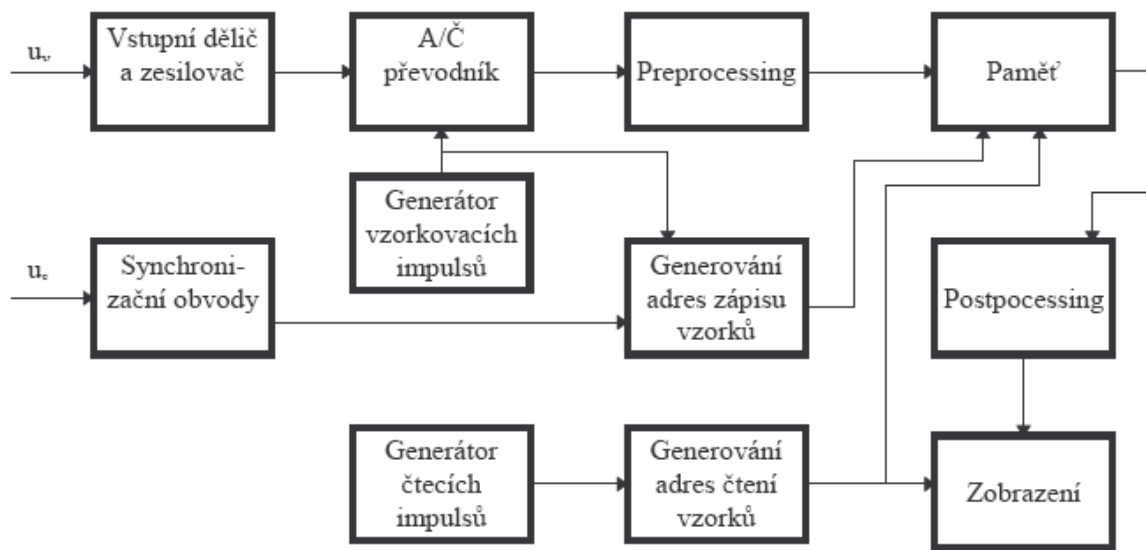 u_v
Vstupní dělič
a zesilovač
A/Č
převodník
Preprocessing
Paměť
Generátor
vzorkovacích
impulsů
u_s
Synchroni-
zační obvody
Generování
adres zápisu
vzorků
Postpocessing
Generátor
čtecích
impulsů
Generování
adres čtení
vzorků
Zobrazení